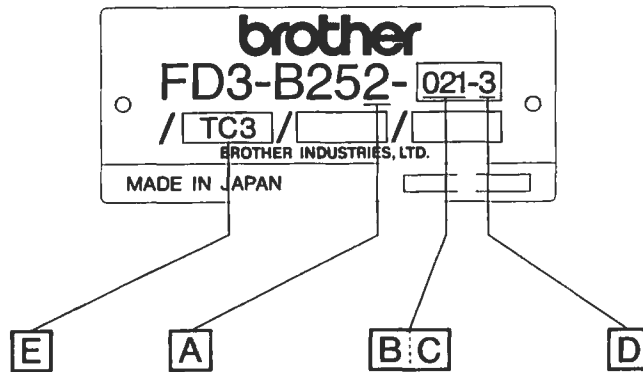 brother
FD3-B252- 021-3
/ TC3 / /
BROTHER INDUSTRIES, LTD.
MADE IN JAPAN
E A B C D